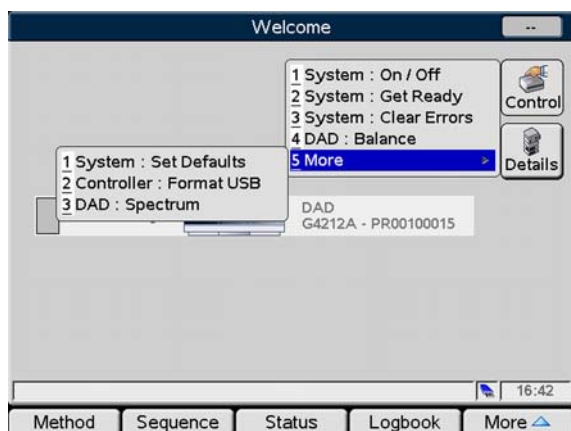 Welcome
--
1 System : On / Off
2 System : Get Ready
3 System : Clear Errors
4 DAD : Balance
5 More
Control
Details
1 System : Set Defaults
2 Controller : Format USB
3 DAD : Spectrum
DAD
G4212A - PR00100015
16:42
Method
Sequence
Status
Logbook
More